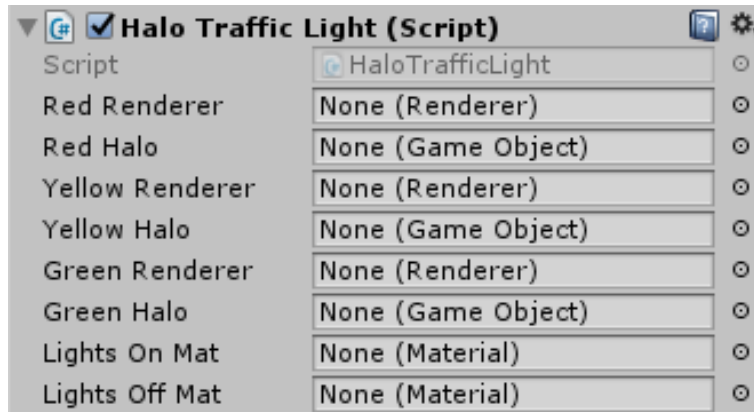 Halo Traffic Light (Script)
Script HaloTrafficLight
Red Renderer None (Renderer)
Red Halo None (Game Object)
Yellow Renderer None (Renderer)
Yellow Halo None (Game Object)
Green Renderer None (Renderer)
Green Halo None (Game Object)
Lights On Mat None (Material)
Lights Off Mat None (Material)